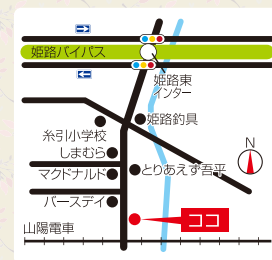 姫路バイパス
姫路東
インター
姫路釣具
糸引小学校
しまむら
マクドナルド
とりあえず吾平
バースデイ
ココ
山陽電車
N